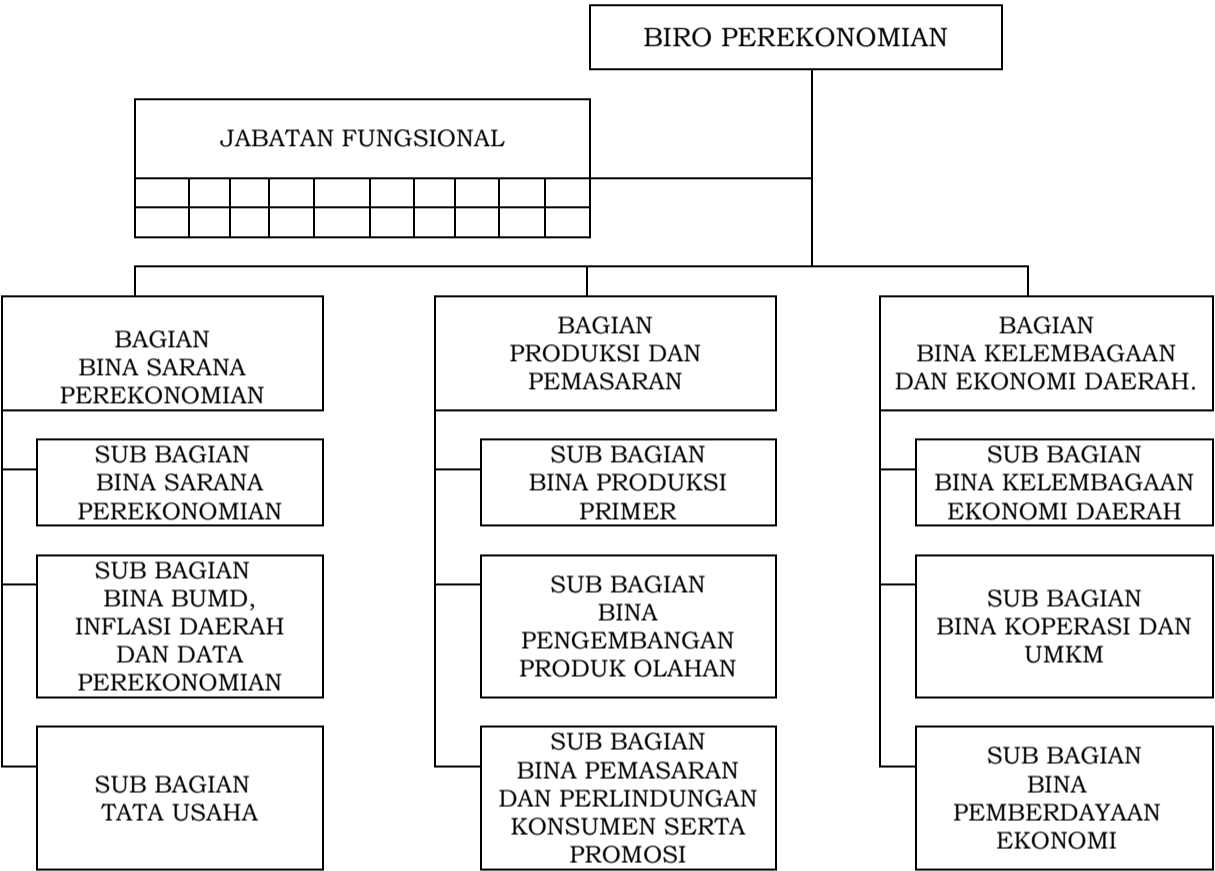 BIRO PEREKONOMIAN
JABATAN FUNGSIONAL
BAGIAN
BINA SARANA
PEREKONOMIAN
SUB BAGIAN
BINA SARANA
PEREKONOMIAN
SUB BAGIAN
BINA BUMD,
INFLASI DAERAH
DAN DATA
PEREKONOMIAN
SUB BAGIAN
TATA USAHA
BAGIAN
PRODUKSI DAN
PEMASARAN
SUB BAGIAN
BINA PRODUKSI
PRIMER
SUB BAGIAN
BINA
PENGEMBANGAN
PRODUK OLAHAN
SUB BAGIAN
BINA PEMASARAN
DAN PERLINDUNGAN
KONSUMEN SERTA
PROMOSI
BAGIAN
BINA KELEMBAGAAN
DAN EKONOMI DAERAH.
SUB BAGIAN
BINA KELEMBAGAAN
EKONOMI DAERAH
SUB BAGIAN
BINA KOPERASI DAN
UMKM
SUB BAGIAN
BINA
PEMBERDAYAAN
EKONOMI